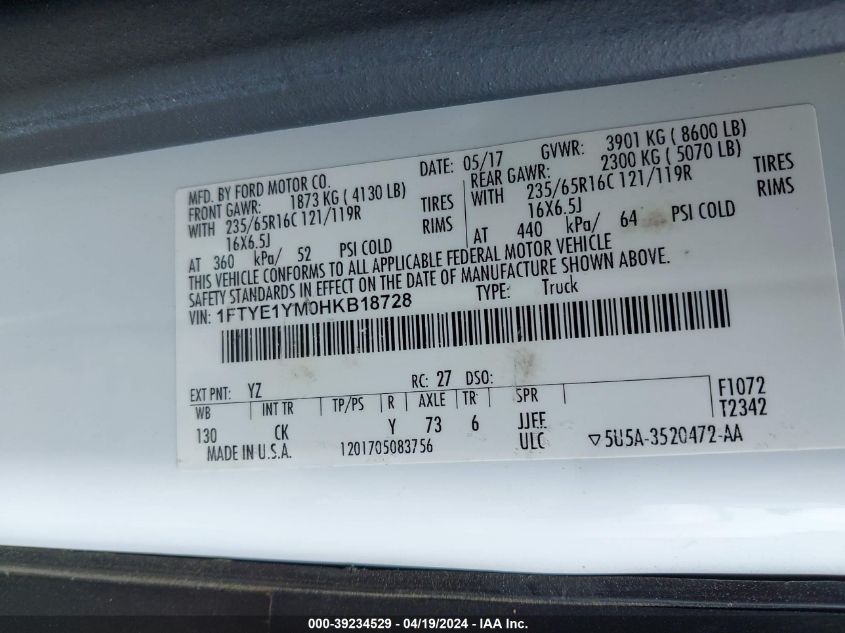 MFD. BY FORD MOTOR CO. DATE: 05/17 GVWR: 3901 KG ( 8600 LB)
FRONT GAWR: 1873 KG ( 4130 LB) REAR GAWR: 2300 KG ( 5070 LB)
WITH 235/65R16C 121/119R TIRES WITH 235/65R16C 121/119R TIRES
16X6.5J RIMS 16X6.5J RIMS
AT 360 kPa/ 52 PSI COLD AT 440 kPa/ 64 PSI COLD
THIS VEHICLE CONFORMS TO ALL APPLICABLE FEDERAL MOTOR VEHICLE
SAFETY STANDARDS IN EFFECT ON THE DATE OF MANUFACTURE SHOWN ABOVE.
VIN: 1FTYE1YM0HKB18728 TYPE: Truck
EXT PNT: YZ RC: 27 DSO:
WB INT TR TP/PS R AXLE TR SPR F1072
130 CK Y 73 6 JJFF T2342
MADE IN U.S.A. 1201705083756 ULC ▽5U5A-3520472-AA
000-39234529 - 04/19/2024 - IAA Inc.